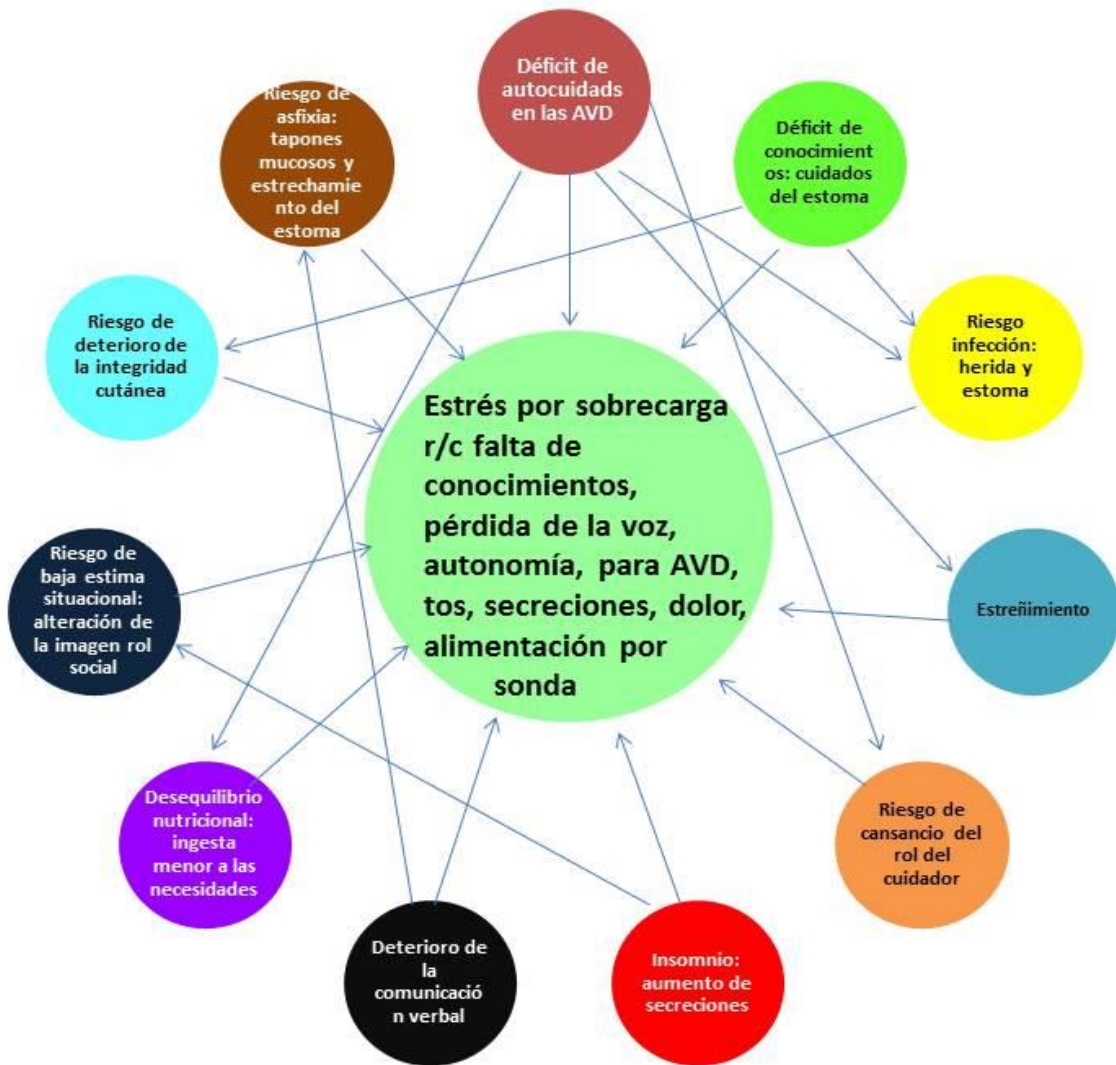 Déficit de
autocuidads
en las AVD
Riesgo de
asfixia:
tapones
mucosos y
estrechamie
nto del
estoma
Déficit de
conocimient
os: cuidados
del estoma
Riesgo de
deterioro de
la integridad
cutánea
Riesgo
infección:
herida y
estoma
Estrés por sobrecarga
r/c falta de
conocimientos,
pérdida de la voz,
autonomía, para AVD,
tos, secreciones, dolor,
alimentación por
sonda
Riesgo de
baja estima
situacional:
alteración de
la imagen rol
social
Estreñimiento
Desequilibrio
nutricional:
ingesta
menor a las
necesidades
Riesgo de
cansancio del
rol del
cuidador
Deterioro de
la
comunicació
n verbal
Insomnio:
aumento de
secreciones